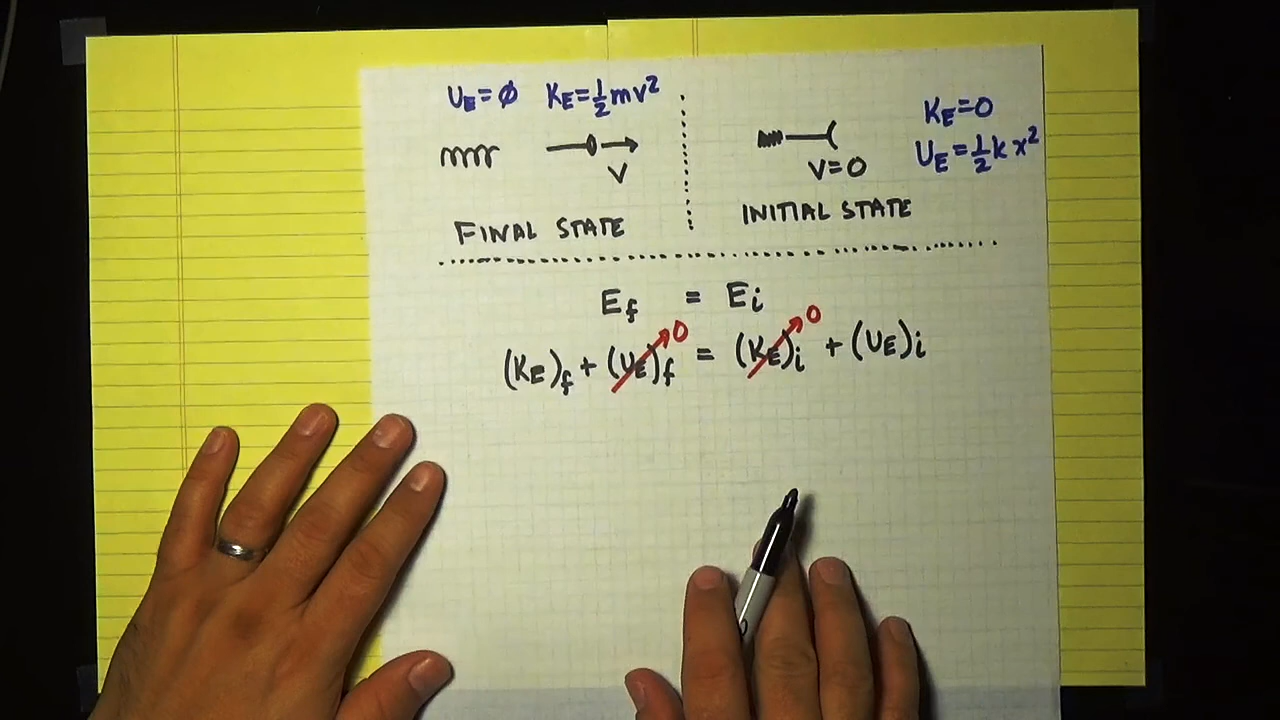 U_E = ∅ K_E = ½mv²
V
FINAL STATE
K_E = 0
U_E = ½kx²
V = 0
INITIAL STATE
E_f = E_i
0 0
(K_E)_f + (U_E)_f = (K_E)_i + (U_E)_i